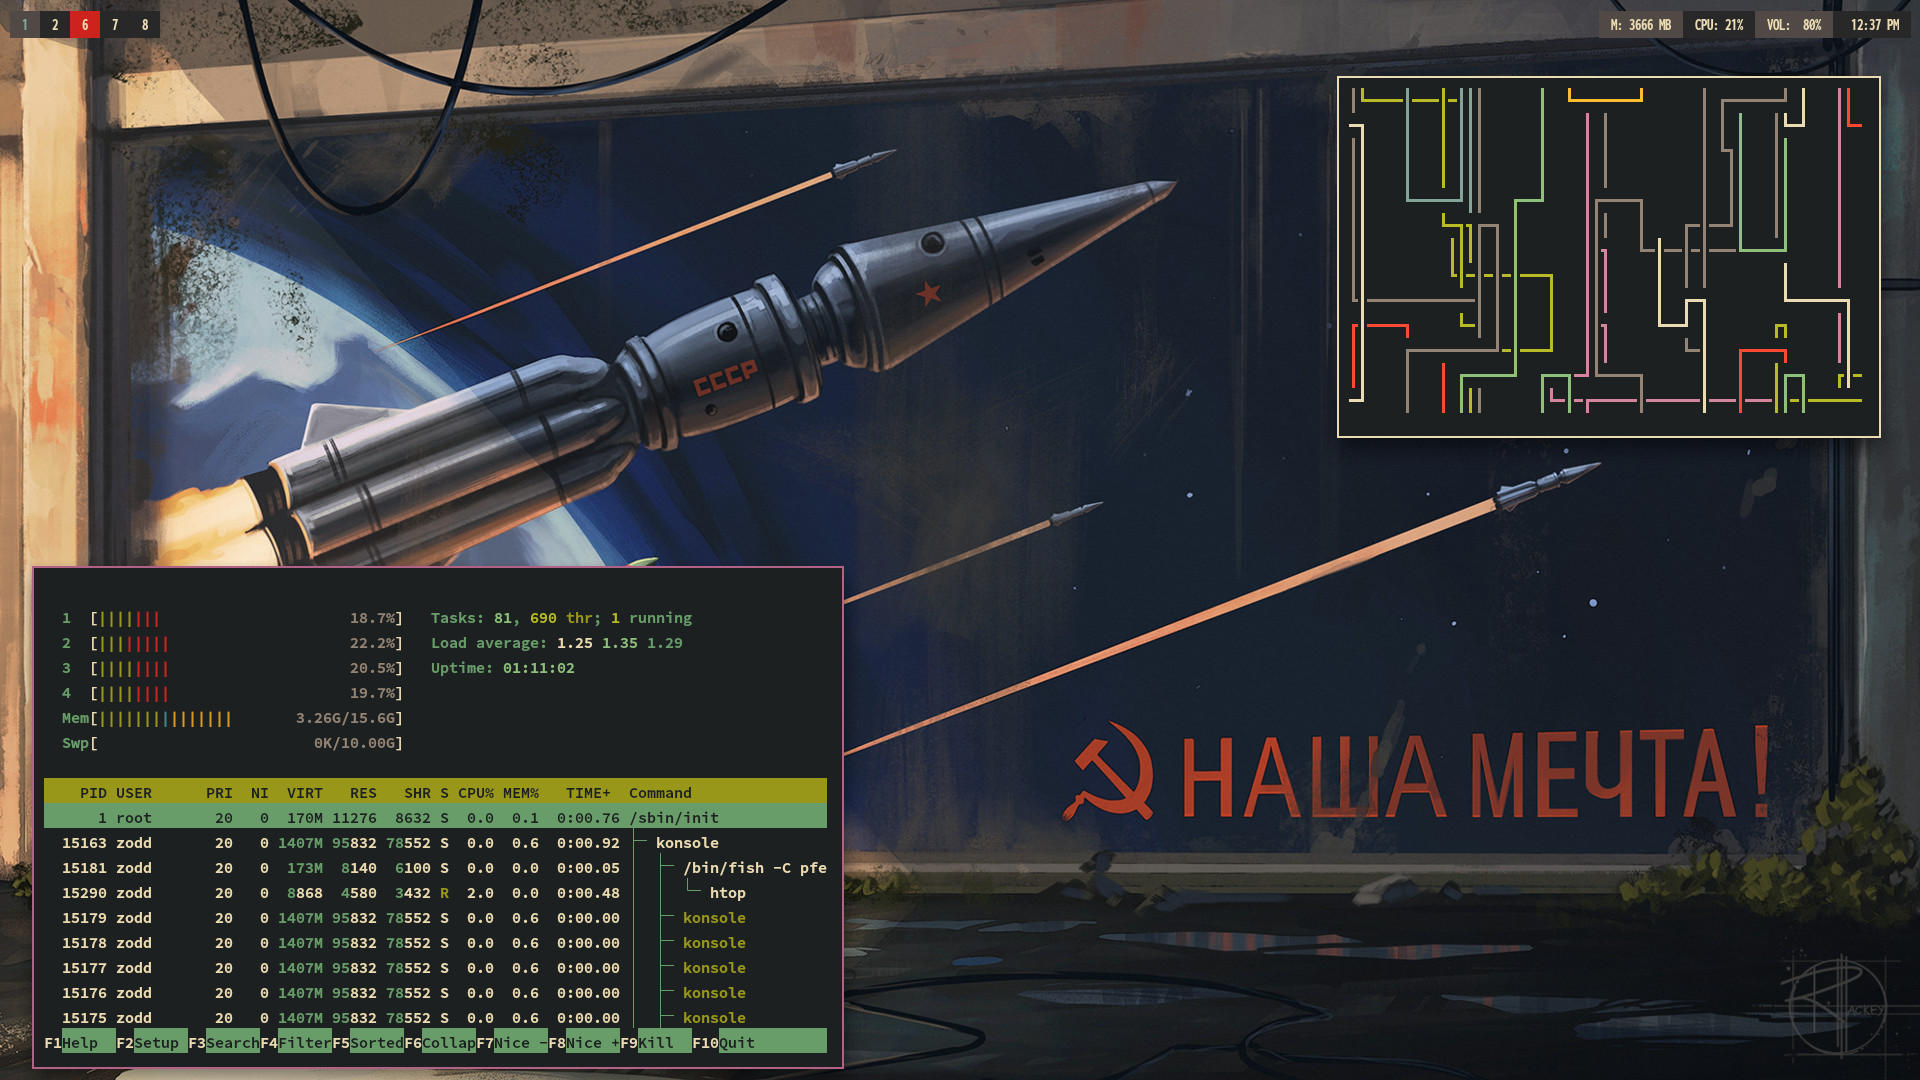 1 2 6 7 8
M: 3666 MB CPU: 21% VOL: 80% 12:37 PM
СССР
НАША МЕЧТА!
1 [||||||| 18.7%] Tasks: 81, 690 thr; 1 running
2 [|||||||| 22.2%] Load average: 1.25 1.35 1.29
3 [|||||||| 20.5%] Uptime: 01:11:02
4 [|||||||| 19.7%]
Mem[||||||||||||||| 3.26G/15.6G]
Swp[ 0K/10.00G]
PID USER PRI NI VIRT RES SHR S CPU% MEM% TIME+ Command
1 root 20 0 170M 11276 8632 S 0.0 0.1 0:00.76 /sbin/init
15163 zodd 20 0 1407M 95832 78552 S 0.0 0.6 0:00.92 konsole
15181 zodd 20 0 173M 8140 6100 S 0.0 0.0 0:00.05 /bin/fish -C pfe
15290 zodd 20 0 8868 4580 3432 R 2.0 0.0 0:00.48 htop
15179 zodd 20 0 1407M 95832 78552 S 0.0 0.6 0:00.00 konsole
15178 zodd 20 0 1407M 95832 78552 S 0.0 0.6 0:00.00 konsole
15177 zodd 20 0 1407M 95832 78552 S 0.0 0.6 0:00.00 konsole
15176 zodd 20 0 1407M 95832 78552 S 0.0 0.6 0:00.00 konsole
15175 zodd 20 0 1407M 95832 78552 S 0.0 0.6 0:00.00 konsole
F1Help F2Setup F3SearchF4FilterF5SortedF6CollapF7Nice -F8Nice +F9Kill F10Quit